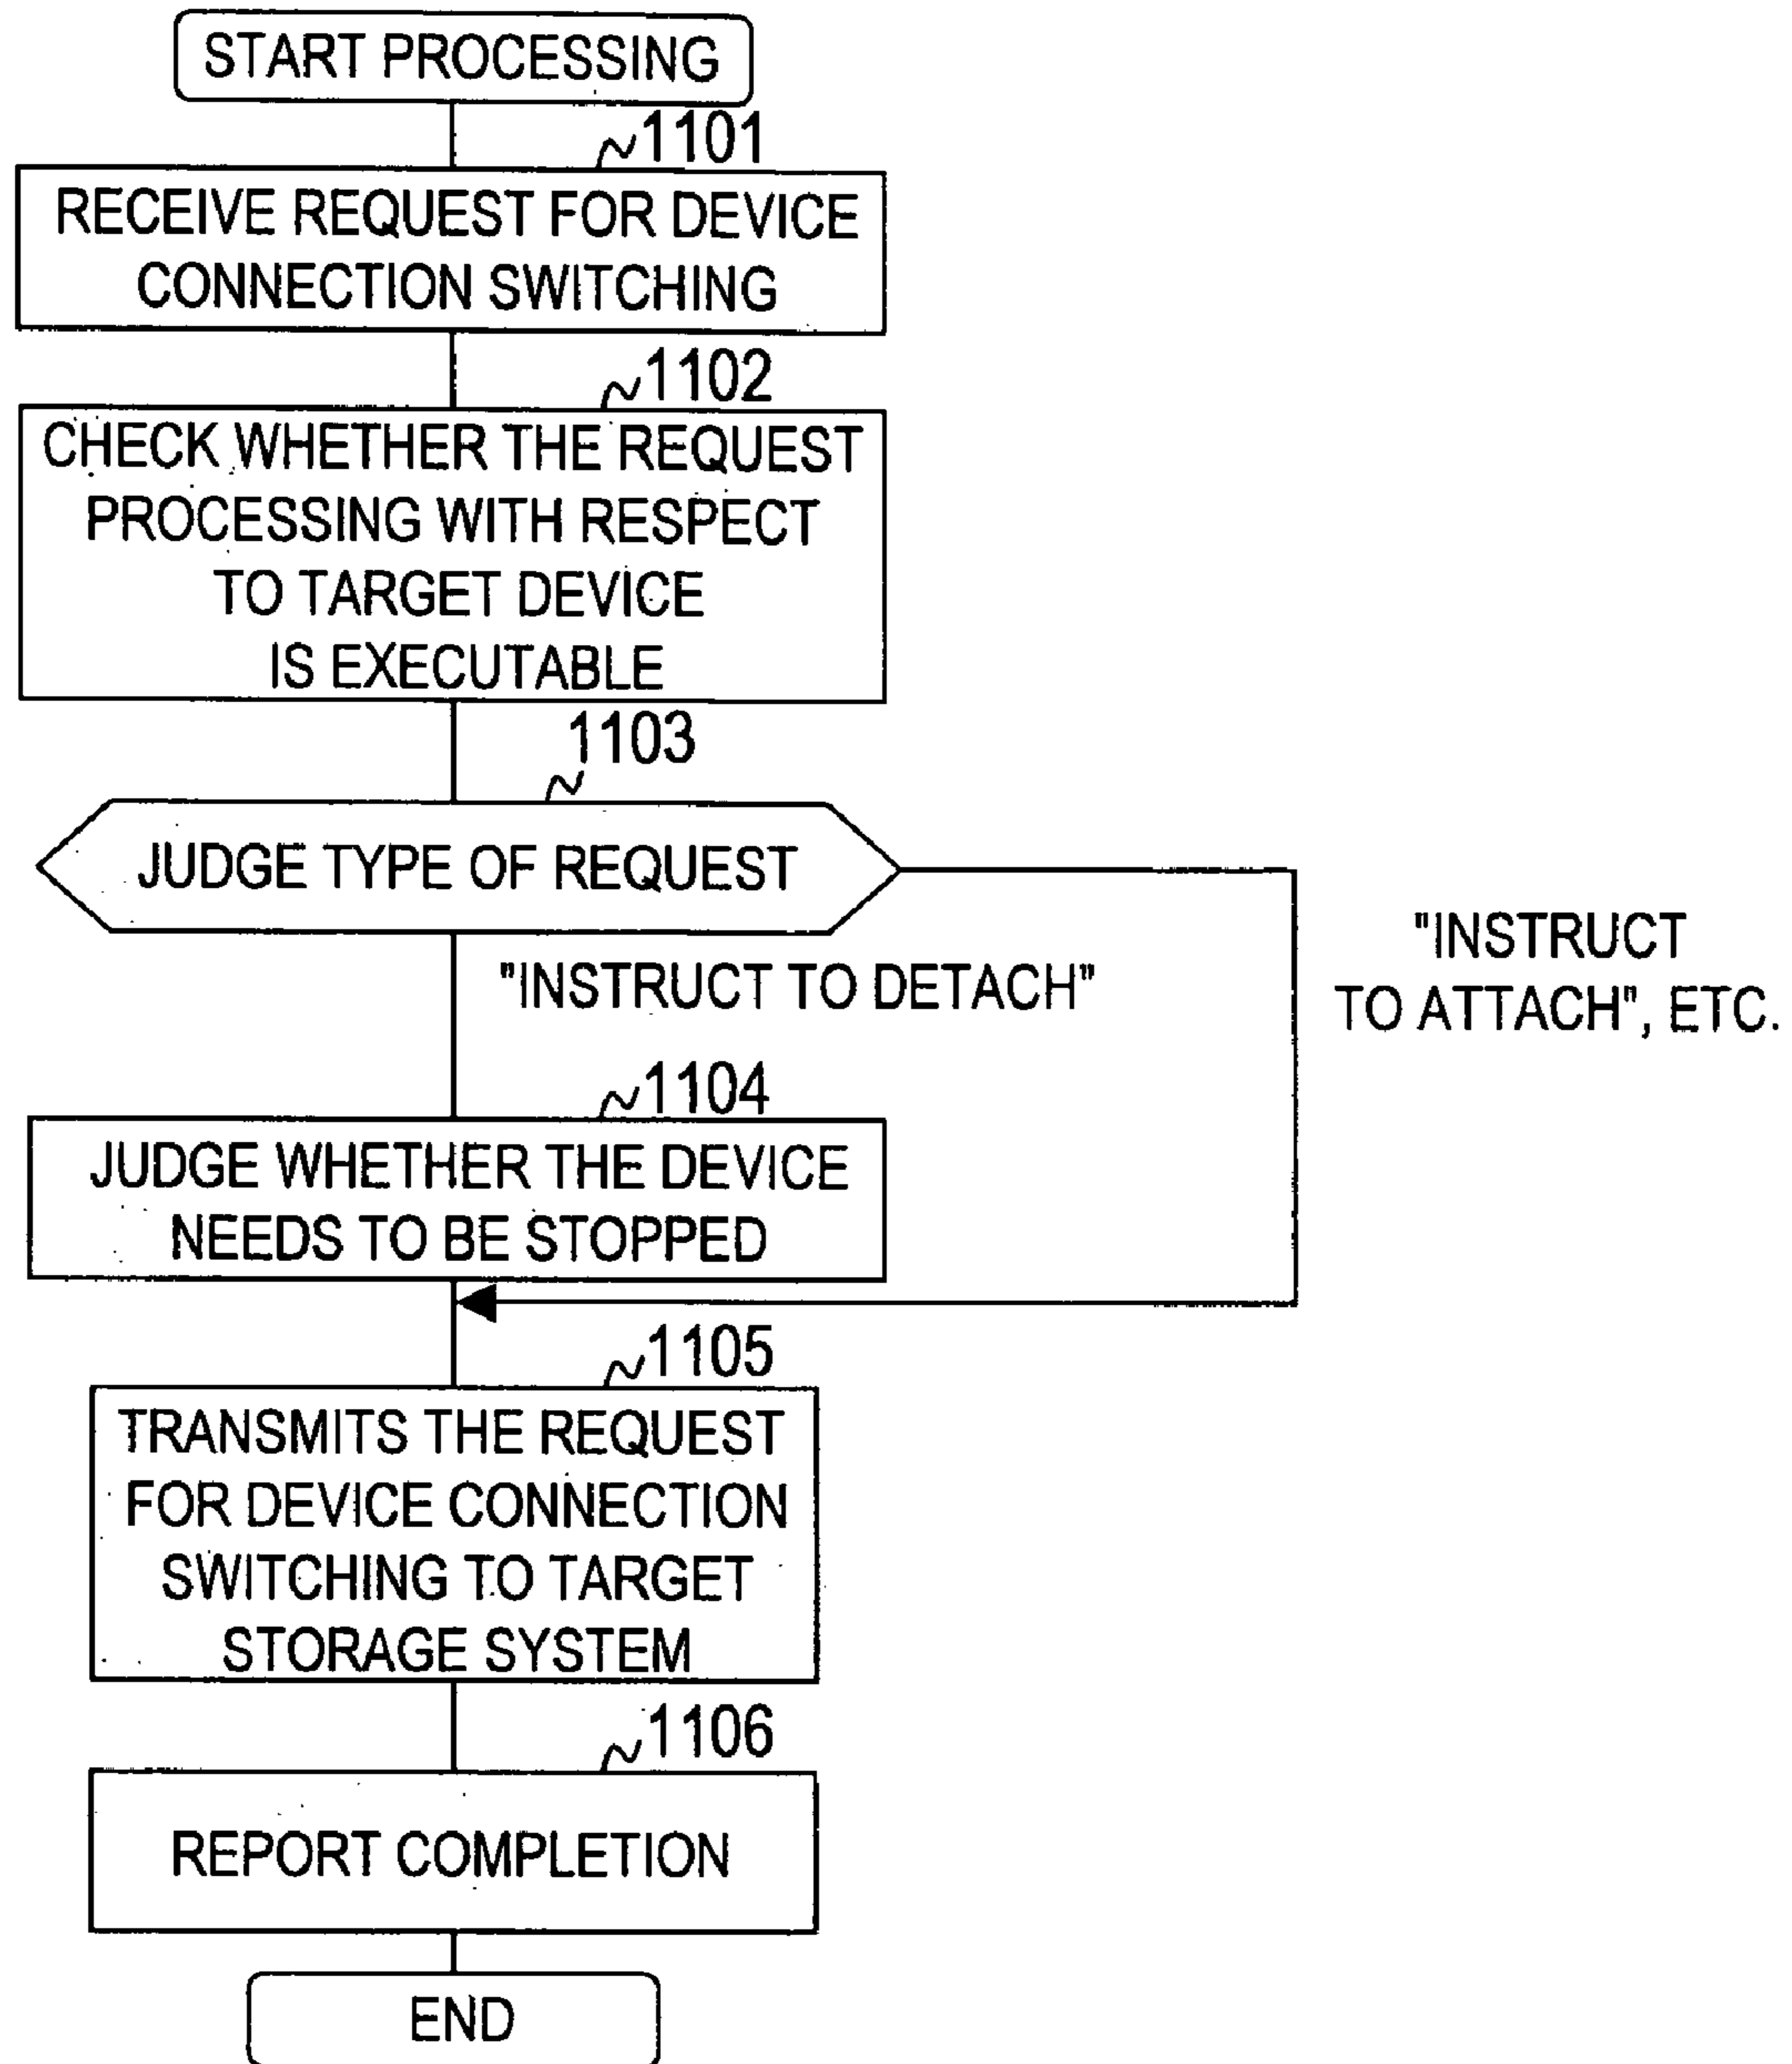 START PROCESSING
1101
RECEIVE REQUEST FOR DEVICE
CONNECTION SWITCHING
1102
CHECK WHETHER THE REQUEST
PROCESSING WITH RESPECT
TO TARGET DEVICE
IS EXECUTABLE
1103
JUDGE TYPE OF REQUEST
"INSTRUCT TO DETACH"
"INSTRUCT
TO ATTACH", ETC.
1104
JUDGE WHETHER THE DEVICE
NEEDS TO BE STOPPED
1105
TRANSMITS THE REQUEST
FOR DEVICE CONNECTION
SWITCHING TO TARGET
STORAGE SYSTEM
1106
REPORT COMPLETION
END